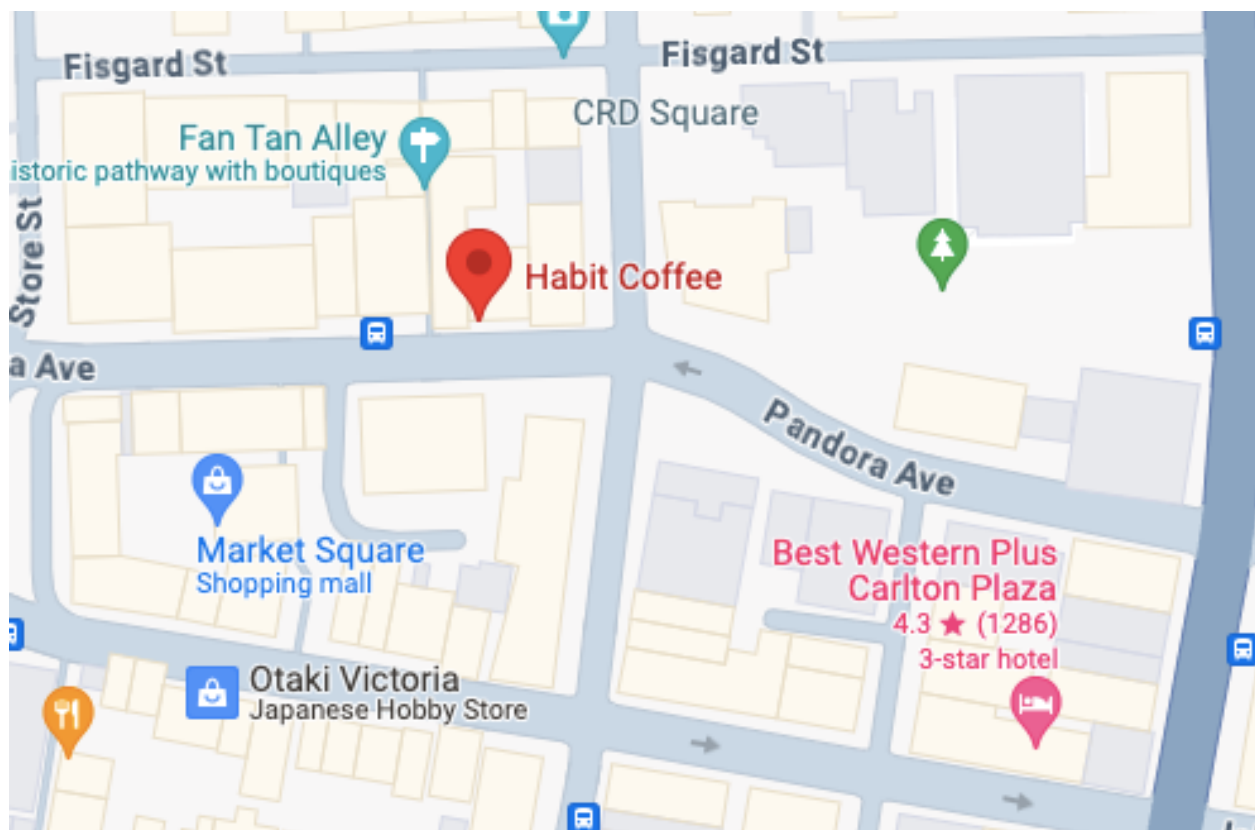 Fisgard St
Fisgard St
CRD Square
Fan Tan Alley
istoric pathway with boutiques
Store St
Habit Coffee
a Ave
Pandora Ave
Market Square
Shopping mall
Best Western Plus
Carlton Plaza
4.3 ★ (1286)
3-star hotel
Otaki Victoria
Japanese Hobby Store